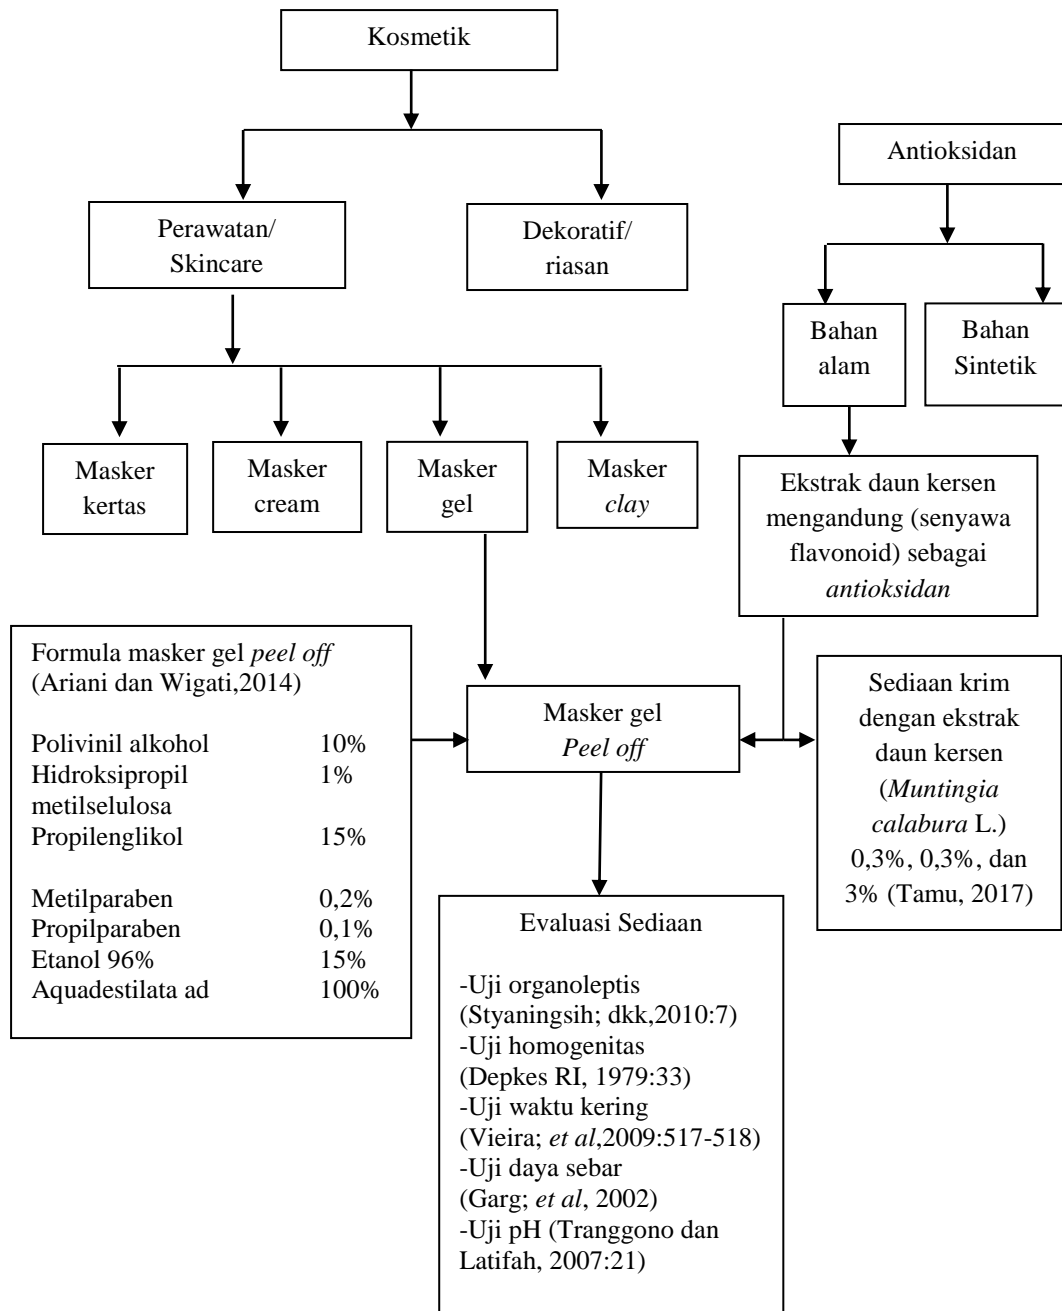 Kosmetik
Antioksidan
Perawatan/
Skincare
Dekoratif/
riasan
Bahan
alam
Bahan
Sintetik
Masker
kertas
Masker
cream
Masker
gel
Masker
clay
Ekstrak daun kersen
mengandung (senyawa
flavonoid) sebagai
antioksidan
Formula masker gel peel off
(Ariani dan Wigati,2014)
Polivinil alkohol 10%
Hidroksipropil 1%
metilselulosa
Propilenglikol 15%
Metilparaben 0,2%
Propilparaben 0,1%
Etanol 96% 15%
Aquadestilata ad 100%
Masker gel
Peel off
Sediaan krim
dengan ekstrak
daun kersen
(Muntingia
calabura L.)
0,3%, 0,3%, dan
3% (Tamu, 2017)
Evaluasi Sediaan
-Uji organoleptis
(Styaningsih; dkk,2010:7)
-Uji homogenitas
(Depkes RI, 1979:33)
-Uji waktu kering
(Vieira; et al,2009:517-518)
-Uji daya sebar
(Garg; et al, 2002)
-Uji pH (Tranggono dan
Latifah, 2007:21)